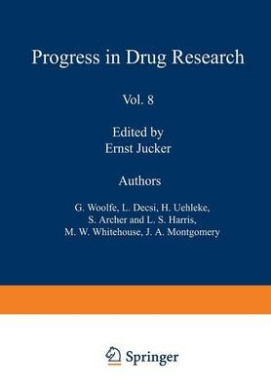 Progress in Drug Research
Vol. 8
Edited by
Ernst Jucker
Authors
G. Woolfe, L. Decsi, H. Uehleke,
S. Archer and L. S. Harris,
M. W. Whitehouse, J. A. Montgomery
Springer